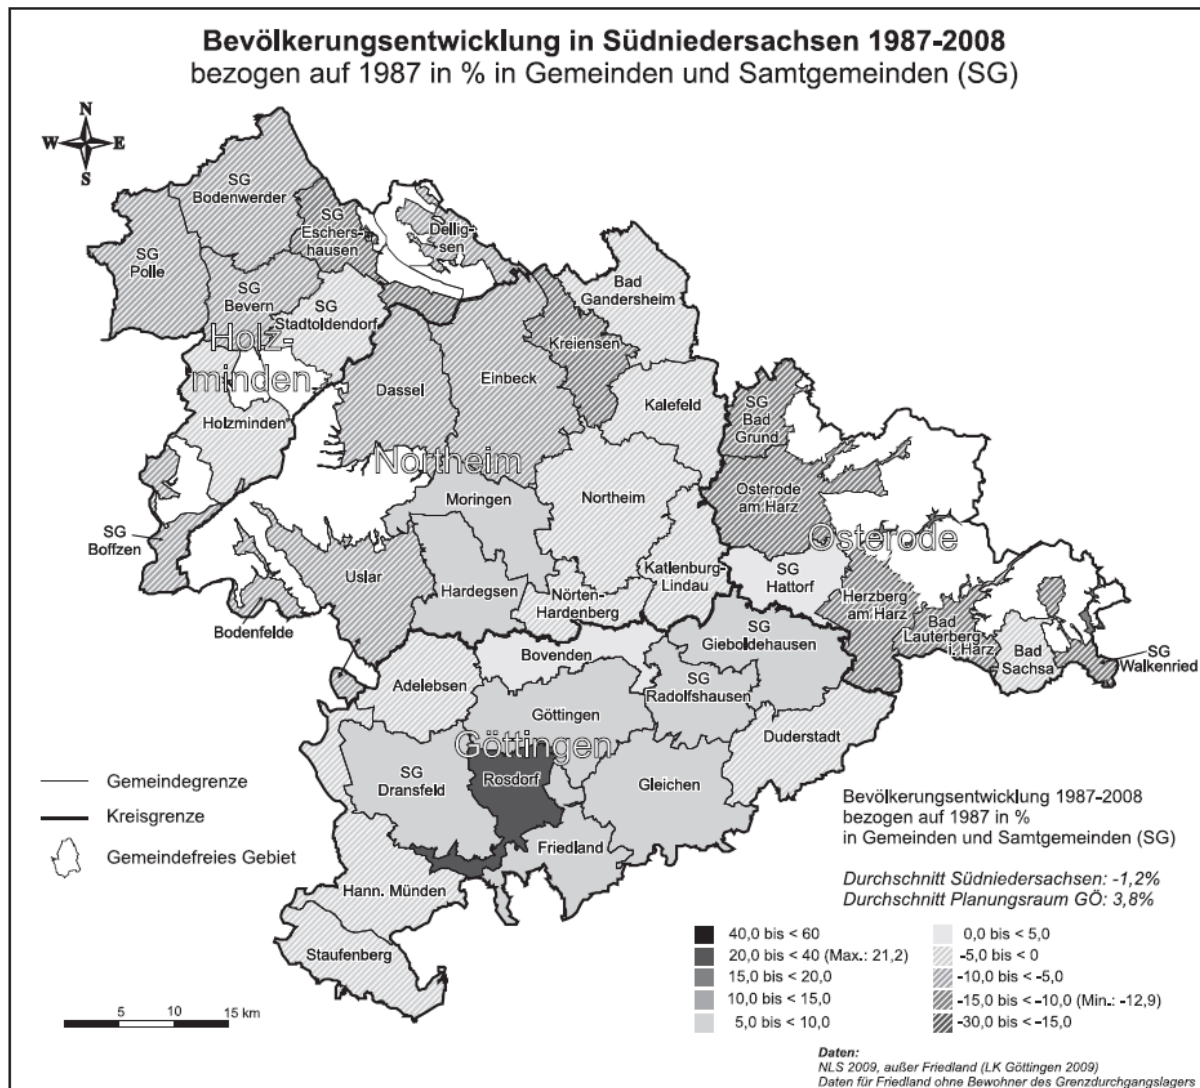 Bevölkerungsentwicklung in Südniedersachsen 1987-2008
bezogen auf 1987 in % in Gemeinden und Samtgemeinden (SG)
N
W E
S
SG
Bodenwerder
SG
Eschers-
hausen
Dellig-
sen
SG
Polle
SG
Bevern
SG
Stadtoldendorf
Bad
Gandersheim
Kreiensen
Holz-
minden
Dassel
Einbeck
Kalefeld
SG
Bad
Grund
Holzminden
Northeim
Moringen
Northeim
Osterode
am Harz
Osterode
SG
Boffzen
Uslar
Hardegsen
Katlenburg-
Lindau
SG
Hattorf
Nörten-
Hardenberg
Herzberg
am Harz
Bodenfelde
Bad
Lauterberg
i. Harz
Bad
Sachsa
SG
Walkenried
Bovenden
SG
Gieboldehausen
Adelebsen
SG
Radolfshausen
Göttingen
Göttingen
Duderstadt
SG
Dransfeld
Rosdorf
Gleichen
Friedland
Hann. Münden
Staufenberg
Gemeindegrenze
Kreisgrenze
Gemeindefreies Gebiet
5 10 15 km
Bevölkerungsentwicklung 1987-2008
bezogen auf 1987 in %
in Gemeinden und Samtgemeinden (SG)
Durchschnitt Südniedersachsen: -1,2%
Durchschnitt Planungsraum GÖ: 3,8%
40,0 bis < 60
20,0 bis < 40 (Max.: 21,2)
15,0 bis < 20,0
10,0 bis < 15,0
5,0 bis < 10,0
0,0 bis < 5,0
-5,0 bis < 0
-10,0 bis < -5,0
-15,0 bis < -10,0 (Min.: -12,9)
-30,0 bis < -15,0
Daten:
NLS 2009, außer Friedland (LK Göttingen 2009)
Daten für Friedland ohne Bewohner des Grenzdurchgangslagers